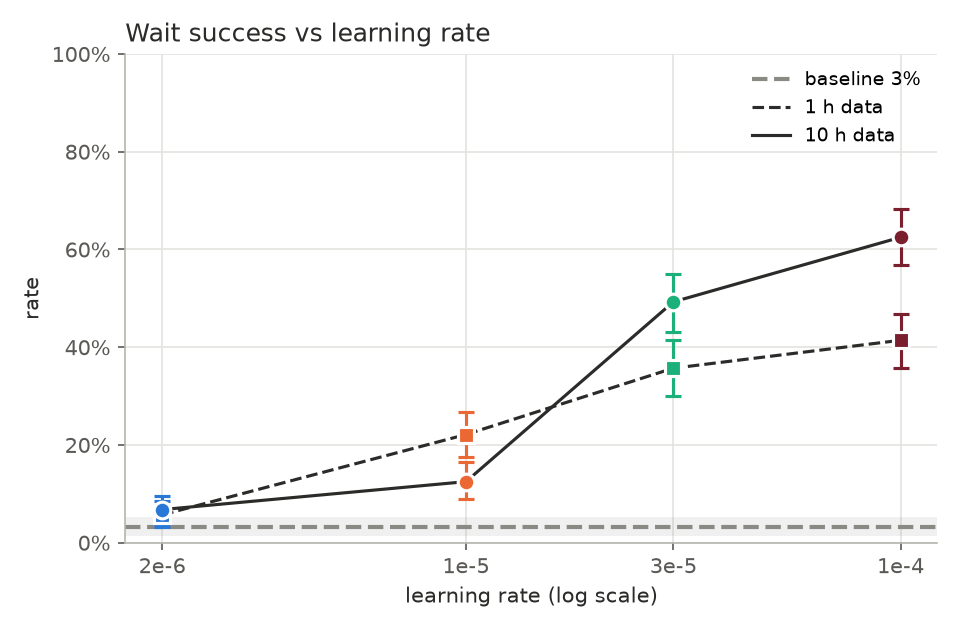 Wait success vs learning rate
100%
80%
60%
40%
20%
0%
rate
baseline 3%
1 h data
10 h data
2e-6
1e-5
3e-5
1e-4
learning rate (log scale)